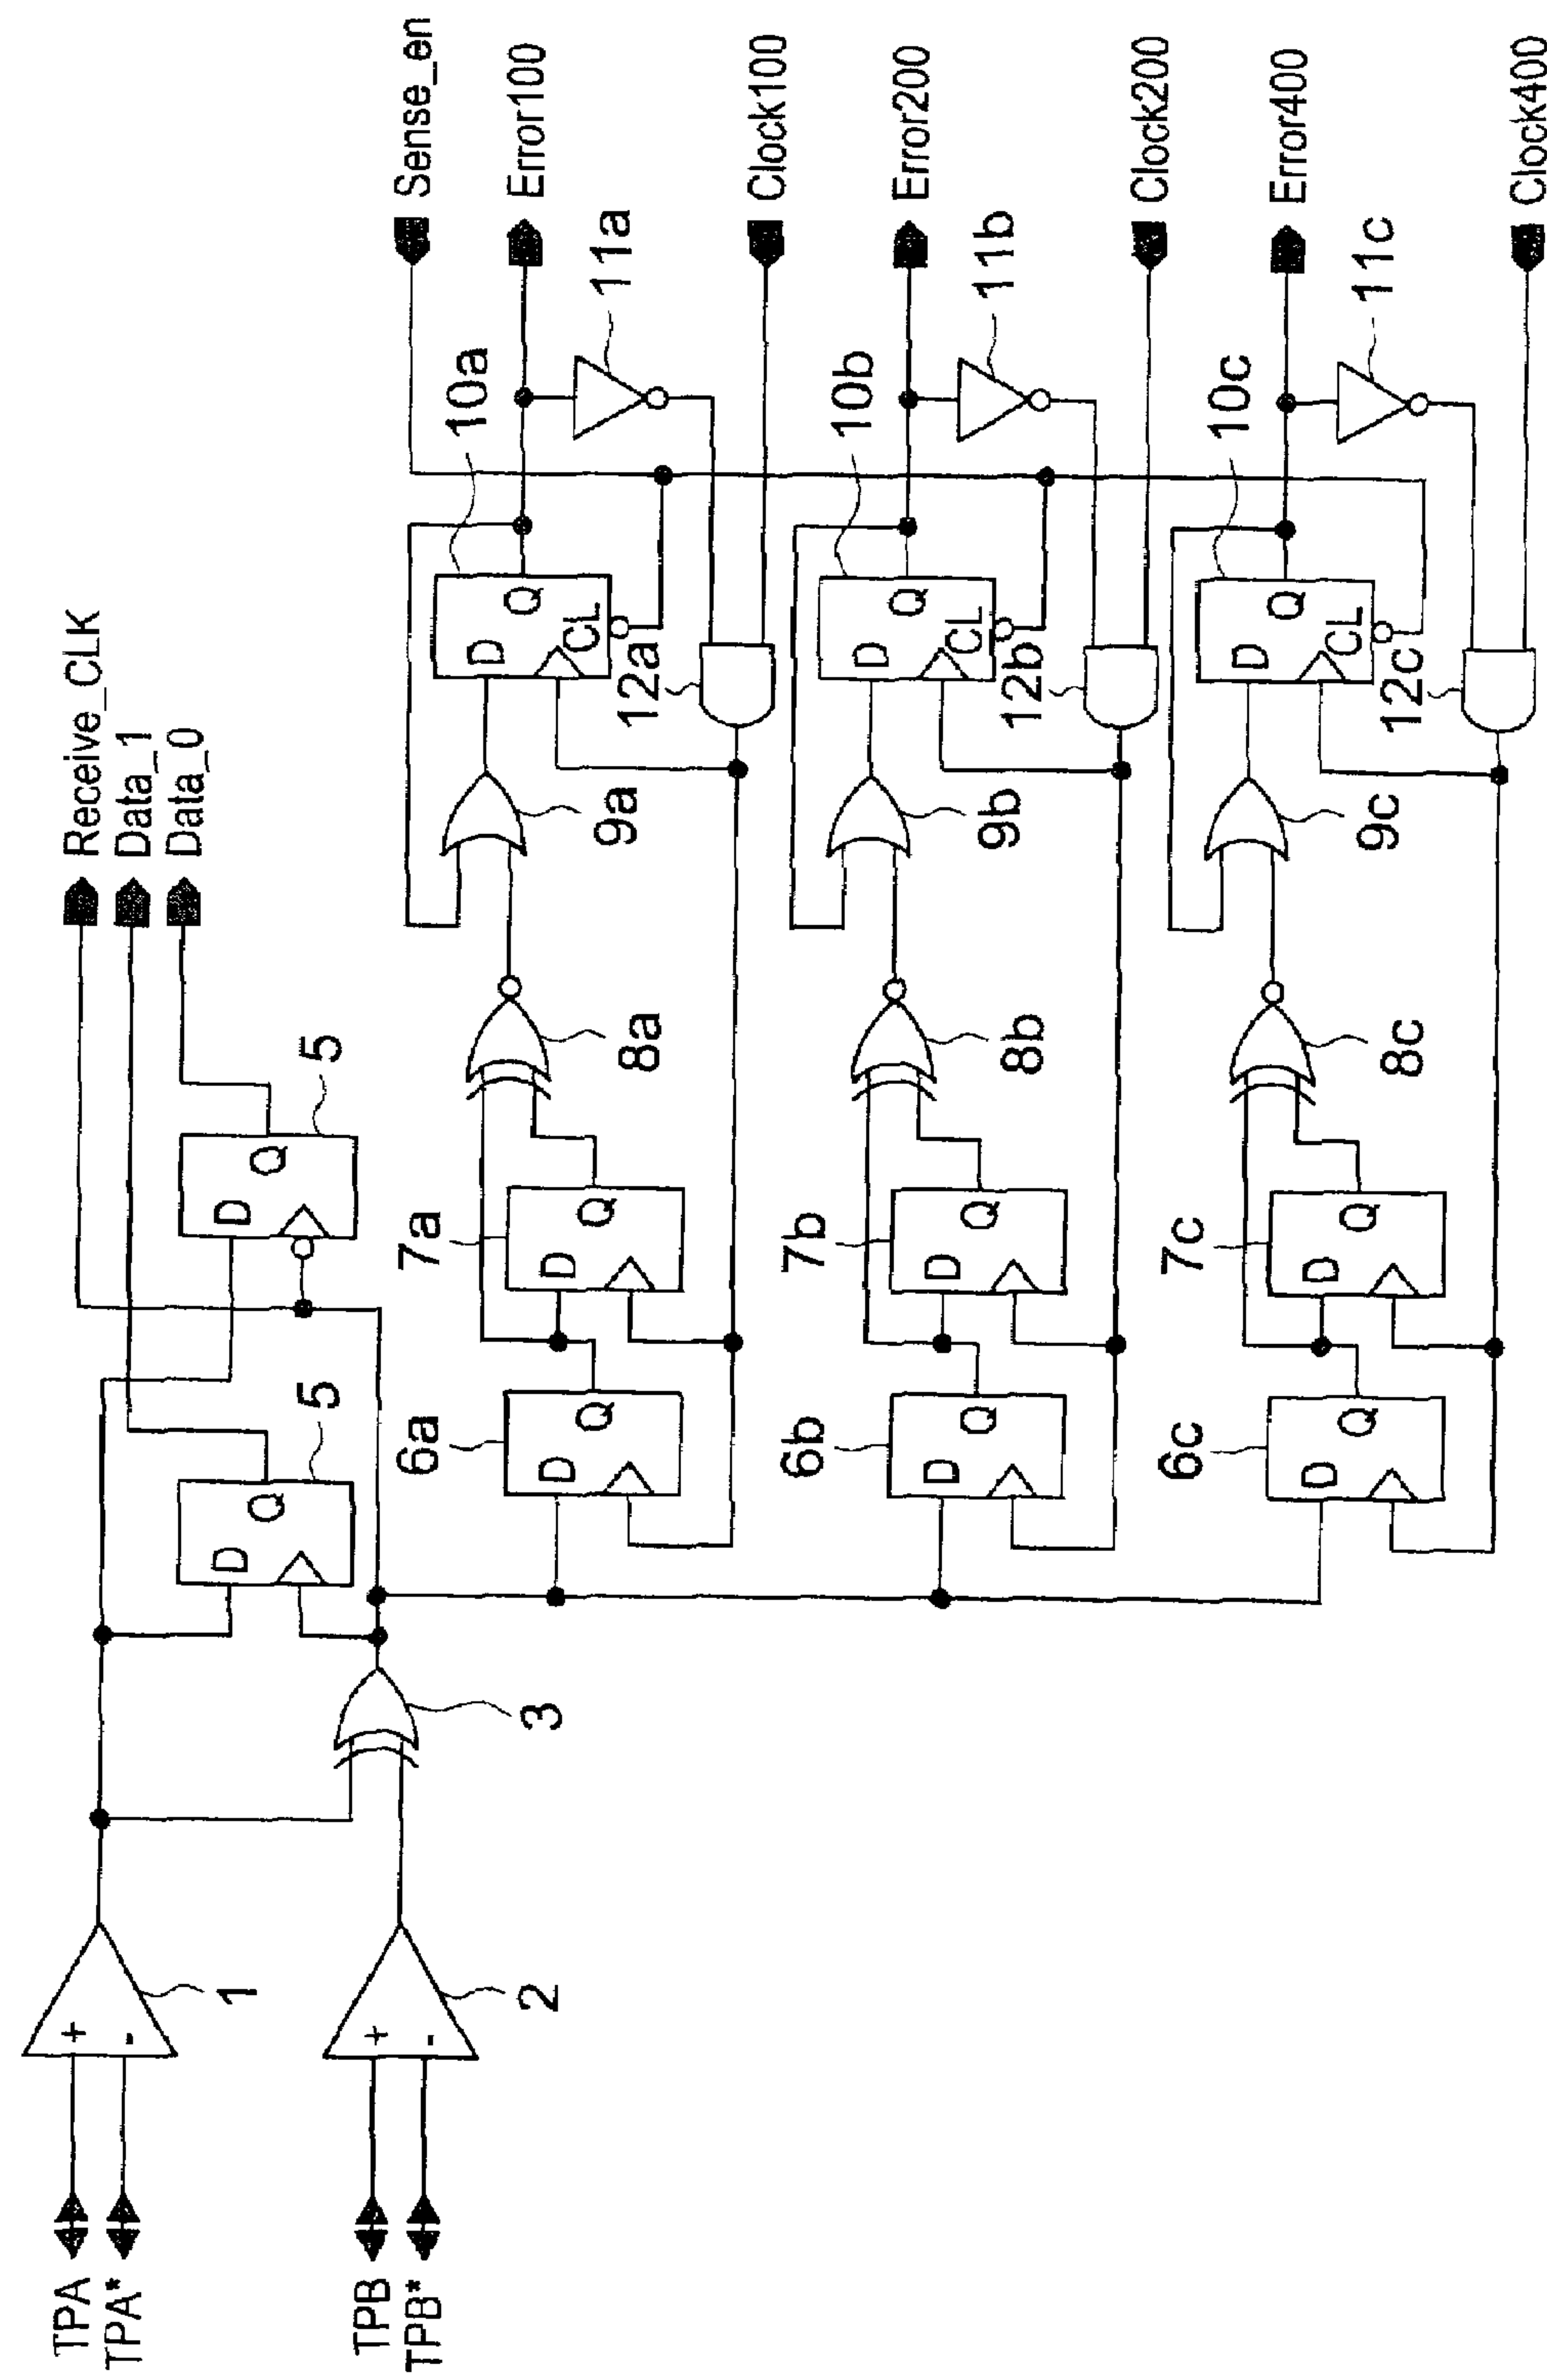 TPA
TPA*
TPB
TPB*
+
-
1
+
-
2
3
D
Q
5
D
Q
5
Receive_CLK
Data_1
Data_0
Sense_en
6a
D
Q
7a
D
Q
8a
9a
10a
D
Q
CL
11a
12a
Error100
Clock100
6b
D
Q
7b
D
Q
8b
9b
10b
D
Q
CL
11b
12b
Error200
Clock200
6c
D
Q
7c
D
Q
8c
9c
10c
D
Q
CL
11c
12c
Error400
Clock400